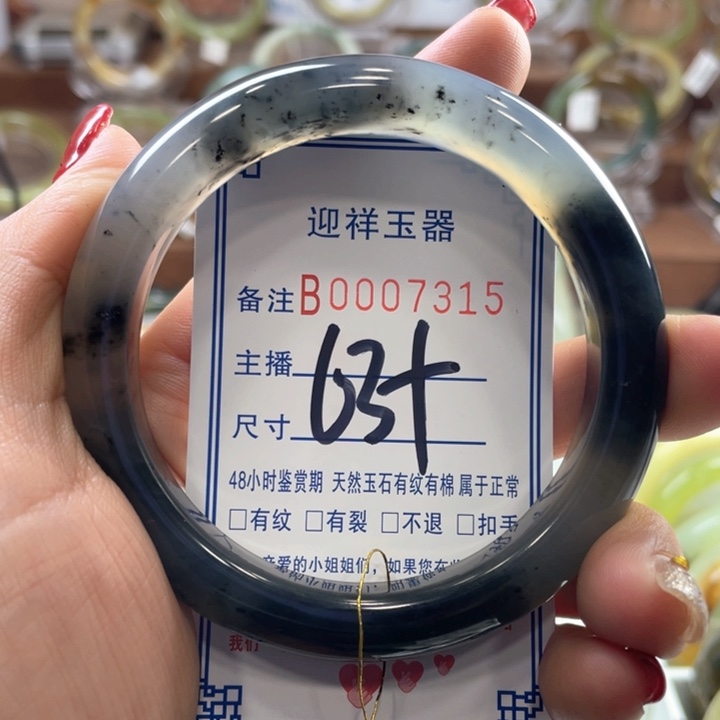 迎祥玉器
备注B0007315
主播
63+
尺寸
48小时鉴赏期 天然玉石有纹有棉属于正常
□有纹 □有裂 □不退 □扣手
亲爱的小姐姐们，如果您在
我们